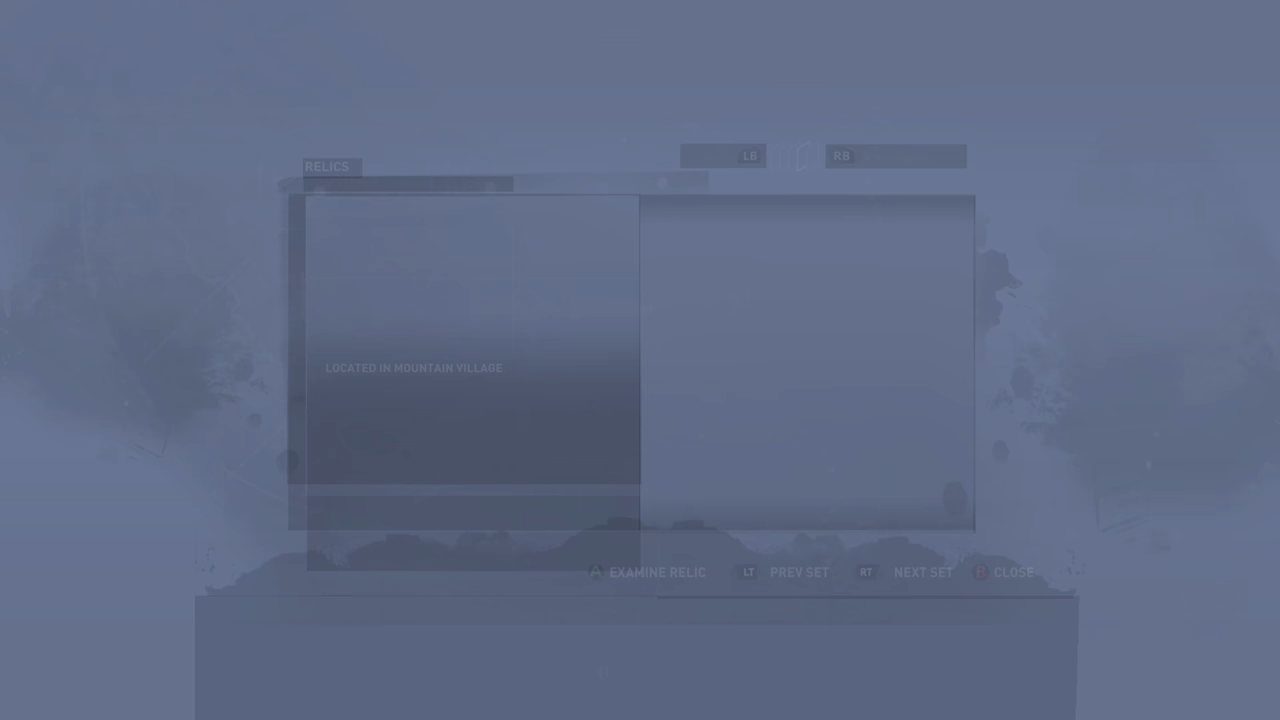 LB
RB
RELICS
LOCATED IN MOUNTAIN VILLAGE
A EXAMINE RELIC LT PREV SET RT NEXT SET B CLOSE